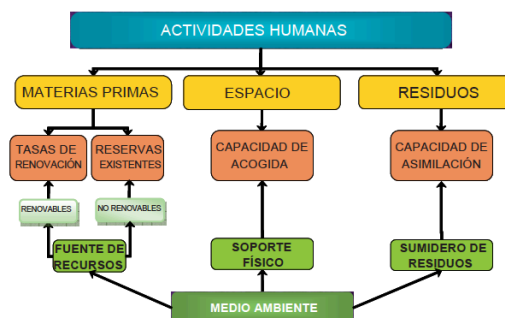 ACTIVIDADES HUMANAS
MATERIAS PRIMAS
ESPACIO
RESIDUOS
TASAS DE
RENOVACIÓN
RESERVAS
EXISTENTES
CAPACIDAD DE
ACOGIDA
CAPACIDAD DE
ASIMILACIÓN
RENOVABLES
NO RENOVABLES
FUENTE DE
RECURSOS
SOPORTE
FÍSICO
SUMIDERO DE
RESIDUOS
MEDIO AMBIENTE